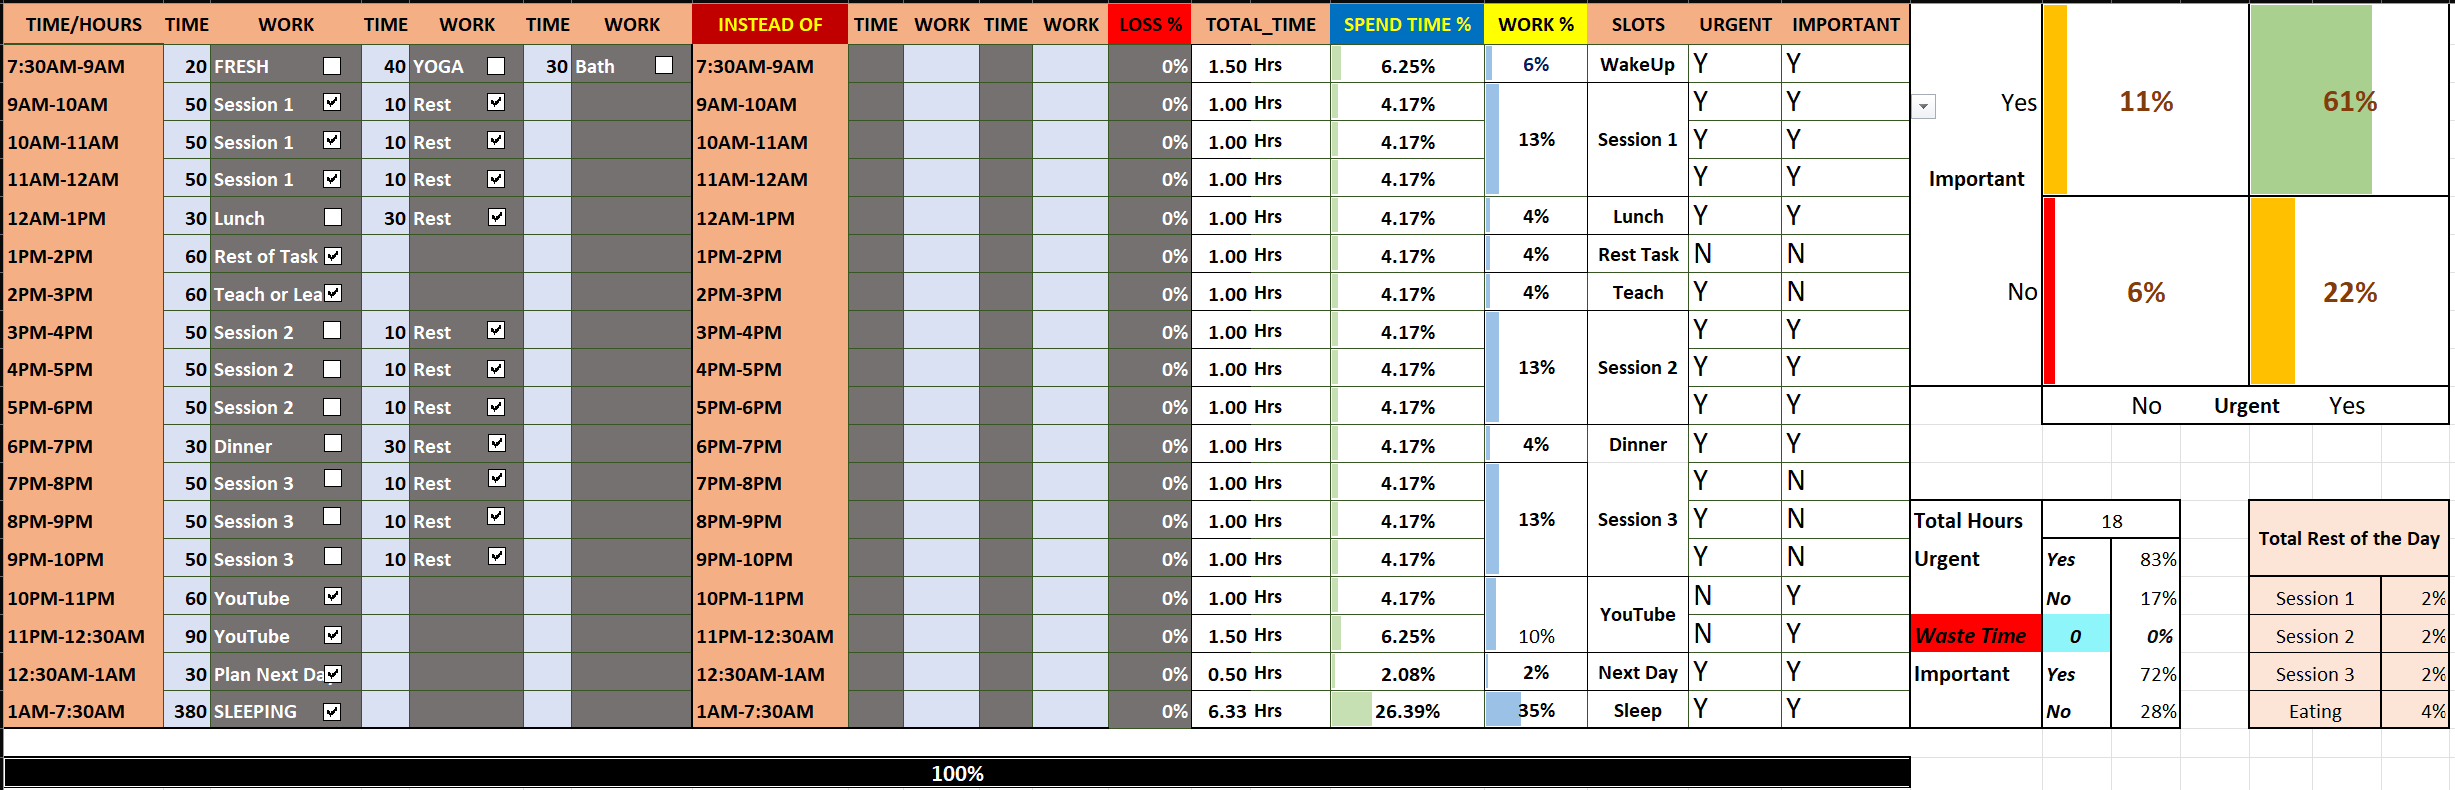 TIME/HOURS TIME WORK TIME WORK TIME WORK INSTEAD OF TIME WORK TIME WORK LOSS % TOTAL_TIME SPEND TIME % WORK % SLOTS URGENT IMPORTANT
7:30AM-9AM 20 FRESH 40 YOGA 30 Bath 7:30AM-9AM 0% 1.50 Hrs 6.25% 6% WakeUp Y Y
9AM-10AM 50 Session 1 10 Rest 9AM-10AM 0% 1.00 Hrs 4.17% Y Y
10AM-11AM 50 Session 1 10 Rest 10AM-11AM 0% 1.00 Hrs 4.17% 13% Session 1 Y Y
11AM-12AM 50 Session 1 10 Rest 11AM-12AM 0% 1.00 Hrs 4.17% Y Y
12AM-1PM 30 Lunch 30 Rest 12AM-1PM 0% 1.00 Hrs 4.17% 4% Lunch Y Y
1PM-2PM 60 Rest of Task 1PM-2PM 0% 1.00 Hrs 4.17% 4% Rest Task N N
2PM-3PM 60 Teach or Lea 2PM-3PM 0% 1.00 Hrs 4.17% 4% Teach Y N
3PM-4PM 50 Session 2 10 Rest 3PM-4PM 0% 1.00 Hrs 4.17% Y Y
4PM-5PM 50 Session 2 10 Rest 4PM-5PM 0% 1.00 Hrs 4.17% 13% Session 2 Y Y
5PM-6PM 50 Session 2 10 Rest 5PM-6PM 0% 1.00 Hrs 4.17% Y Y
6PM-7PM 30 Dinner 30 Rest 6PM-7PM 0% 1.00 Hrs 4.17% 4% Dinner Y Y
7PM-8PM 50 Session 3 10 Rest 7PM-8PM 0% 1.00 Hrs 4.17% Y N
8PM-9PM 50 Session 3 10 Rest 8PM-9PM 0% 1.00 Hrs 4.17% 13% Session 3 Y N
9PM-10PM 50 Session 3 10 Rest 9PM-10PM 0% 1.00 Hrs 4.17% Y N
10PM-11PM 60 YouTube 10PM-11PM 0% 1.00 Hrs 4.17% YouTube N Y
11PM-12:30AM 90 YouTube 11PM-12:30AM 0% 1.50 Hrs 6.25% 10% N Y
12:30AM-1AM 30 Plan Next Da 12:30AM-1AM 0% 0.50 Hrs 2.08% 2% Next Day Y Y
1AM-7:30AM 380 SLEEPING 1AM-7:30AM 0% 6.33 Hrs 26.39% 35% Sleep Y Y
100%
Yes 11% 61%
Important
No 6% 22%
No Urgent Yes
Total Hours 18
Urgent Yes 83%
No 17%
Waste Time 0 0%
Important Yes 72%
No 28%
Total Rest of the Day
Session 1 2%
Session 2 2%
Session 3 2%
Eating 4%